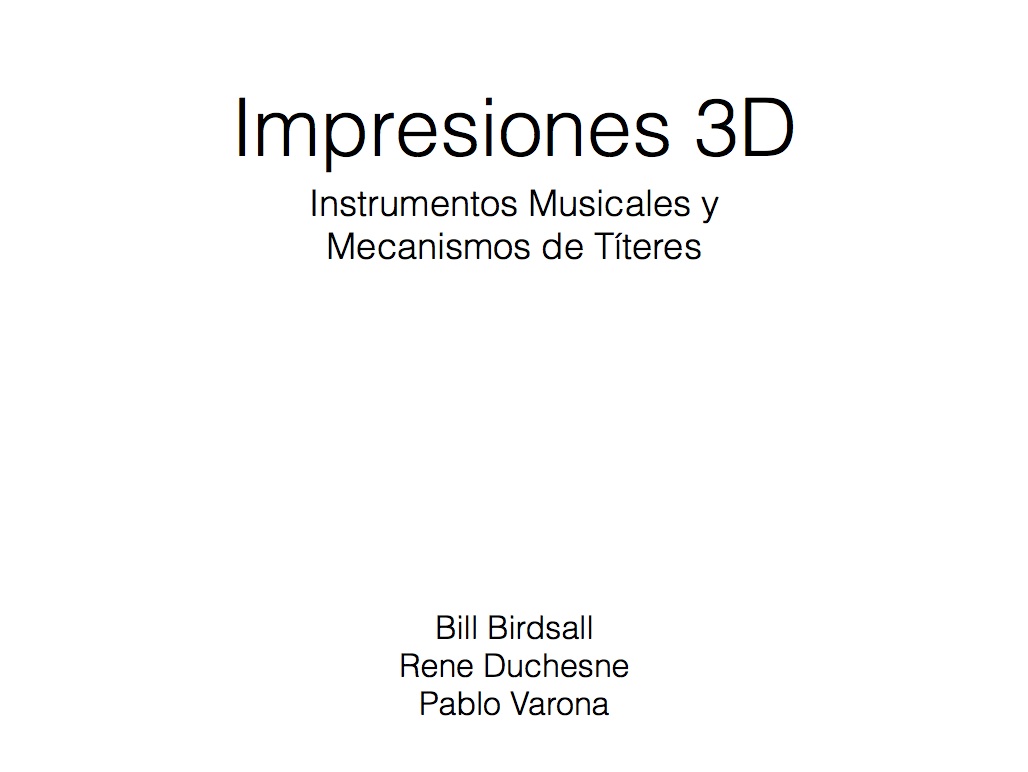 Impresiones 3D
Instrumentos Musicales y
Mecanismos de Títeres
Bill Birdsall
Rene Duchesne
Pablo Varona